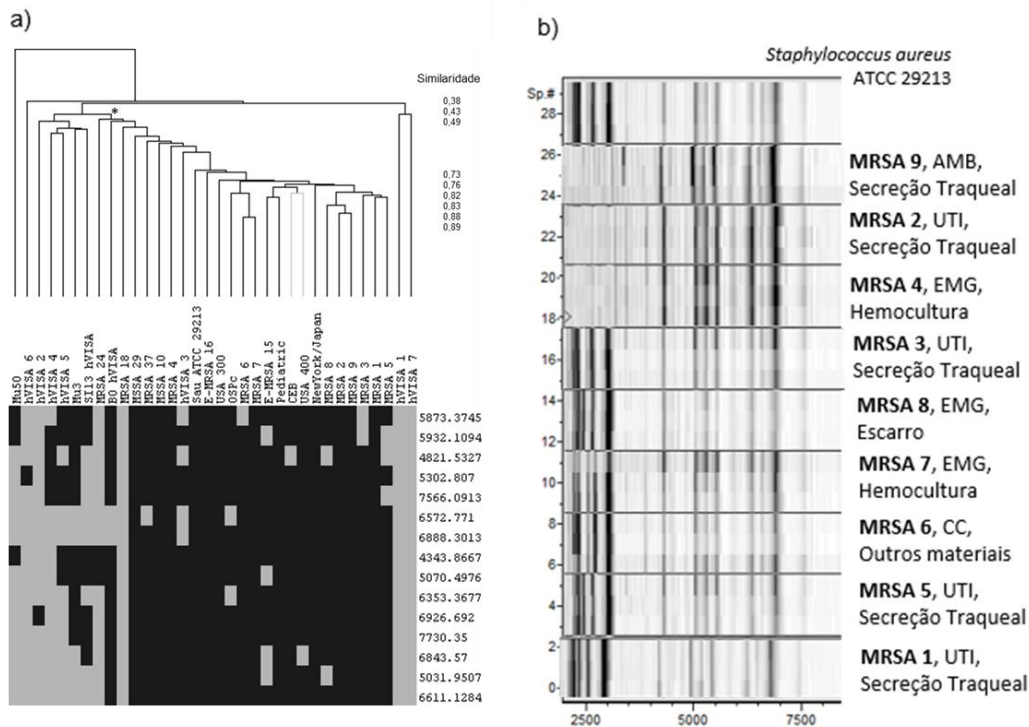 a)
Similaridade
0,38
0,43
0,49
0,73
0,76
0,82
0,83
0,88
0,89
*
Mu50
hVISA 6
hVISA 2
hVISA 4
hVISA 5
Mu3
S113 hVISA
MRSA 24
BO hVISA
MRSA 18
MSSA 29
MRSA 37
MSSA 10
MRSA 4
hVISA 3
Sau ATCC 29213
E-MRSA 16
USA 300
OSPc
MRSA 6
MRSA 7
E-MRSA 15
Pediatric
CEB
USA 400
NewYork/Japan
MRSA 8
MRSA 2
MRSA 9
MRSA 3
MRSA 1
MRSA 5
hVISA 1
hVISA 7
5873.3745
5932.1094
4821.5327
5302.807
7566.0913
6572.771
6888.3013
4343.8667
5070.4976
6353.3677
6926.692
7730.35
6843.57
5031.9507
6611.1284
b)
Staphylococcus aureus
ATCC 29213
Sp.#
28
26
24
22
20
18
16
14
12
10
8
6
4
2
0
2500
5000
7500
MRSA 9, AMB,
Secreção Traqueal
MRSA 2, UTI,
Secreção Traqueal
MRSA 4, EMG,
Hemocultura
MRSA 3, UTI,
Secreção Traqueal
MRSA 8, EMG,
Escarro
MRSA 7, EMG,
Hemocultura
MRSA 6, CC,
Outros materiais
MRSA 5, UTI,
Secreção Traqueal
MRSA 1, UTI,
Secreção Traqueal